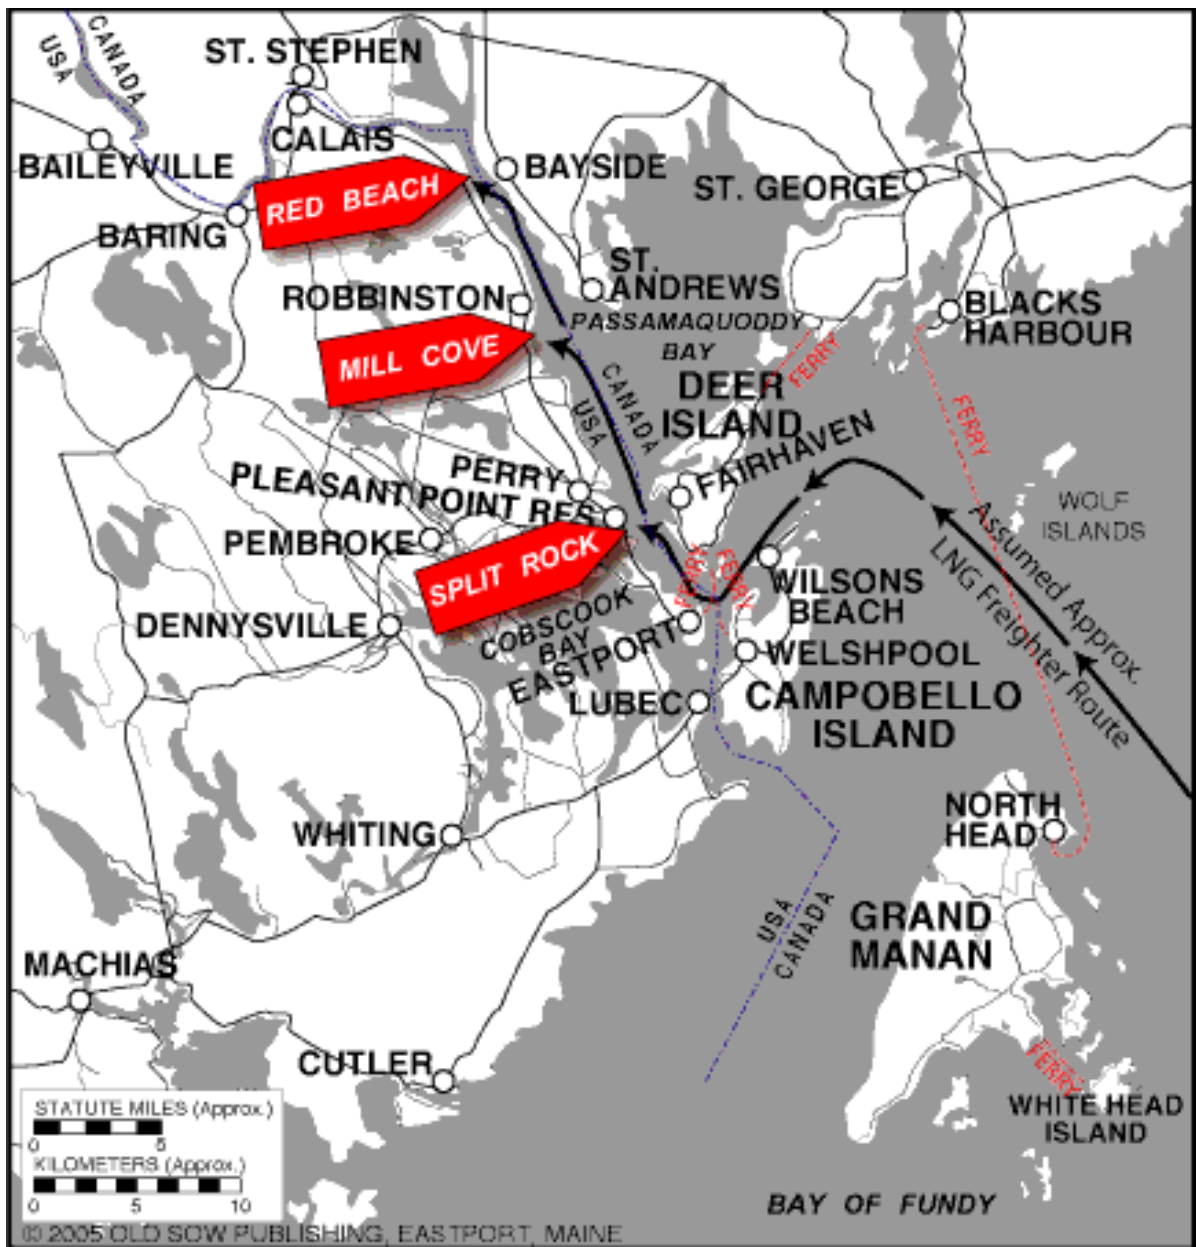 CANADA
USA
ST. STEPHEN
CALAIS
BAILEYVILLE
BAYSIDE
ST. GEORGE
RED BEACH
BARING
ST.
ANDREWS
ROBBINSTON
PASSAMAQUODDY
BAY
BLACKS
HARBOUR
MILL COVE
FERRY
CANADA
USA
DEER
ISLAND
FERRY
FAIRHAVEN
PERRY
PLEASANT POINT RES
WOLF
ISLANDS
Assumed Approx.
LNG Freighter Route
PEMBROKE
SPLIT ROCK
FERRY
FERRY
WILSONS
BEACH
DENNYSVILLE
COBSCOOK
BAY
EASTPORT
WELSHPOOL
LUBEC
CAMPOBELLO
ISLAND
NORTH
HEAD
WHITING
USA
CANADA
GRAND
MANAN
MACHIAS
CUTLER
FERRY
WHITE HEAD
ISLAND
STATUTE MILES (Approx.)
0 5
KILOMETERS (Approx.)
0 5 10
BAY OF FUNDY
© 2005 OLD SOW PUBLISHING, EASTPORT, MAINE